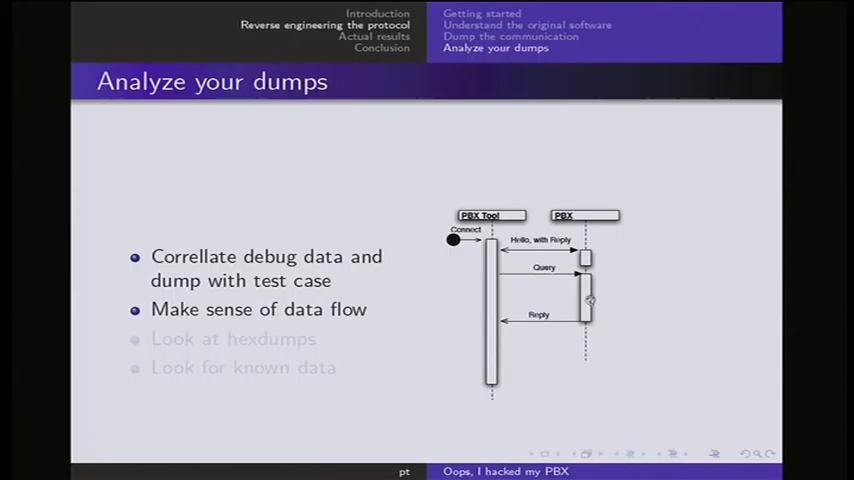 Introduction
Reverse engineering the protocol
Actual results
Conclusion
Getting started
Understand the original software
Dump the communication
Analyze your dumps
Analyze your dumps
Correllate debug data and
dump with test case
Make sense of data flow
Look at hexdumps
Look for known data
PBX Tool
PBX
Connect
Hello, with Reply
Query
Reply
pt
Oops, I hacked my PBX